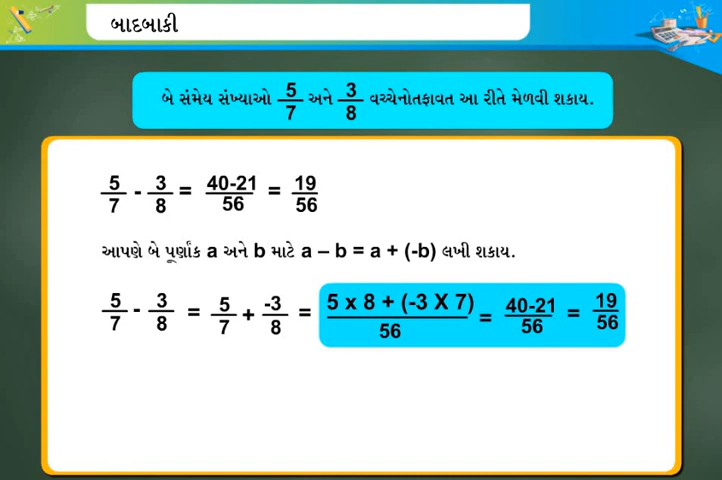 બાદબાકી
બે સંમેય સંખ્યાઓ 5/7 અને 3/8 વચ્ચેનોતફાવત આ રીતે મેળવી શકાય.
5/7 - 3/8 = 40-21/56 = 19/56
આપણે બે પૂર્ણાંક a અને b માટે a – b = a + (-b) લખી શકાય.
5/7 - 3/8 = 5/7 + -3/8 = 5 x 8 + (-3 X 7)/56 = 40-21/56 = 19/56